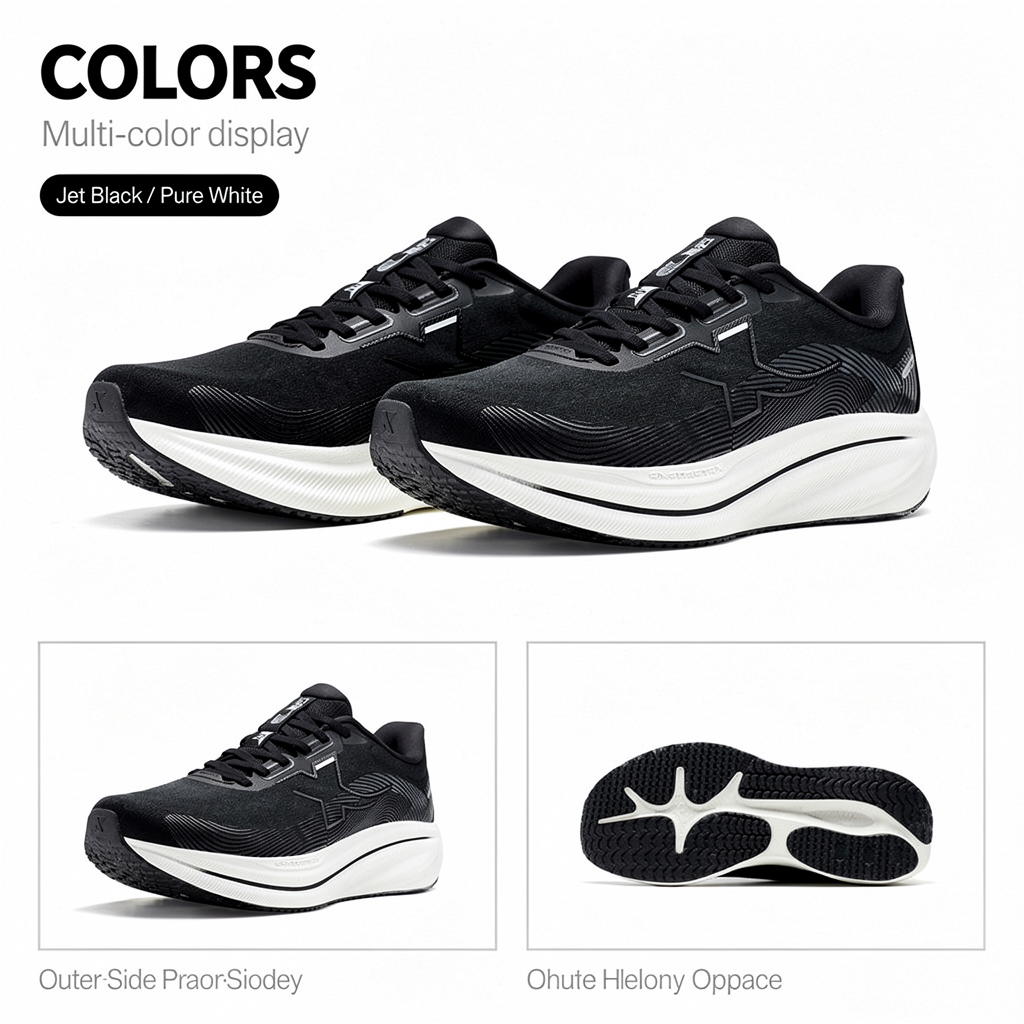 COLORS
Multi-color display
Jet Black / Pure White
Outer-Side Praor-Siodey
Ohute Hlelony Oppace